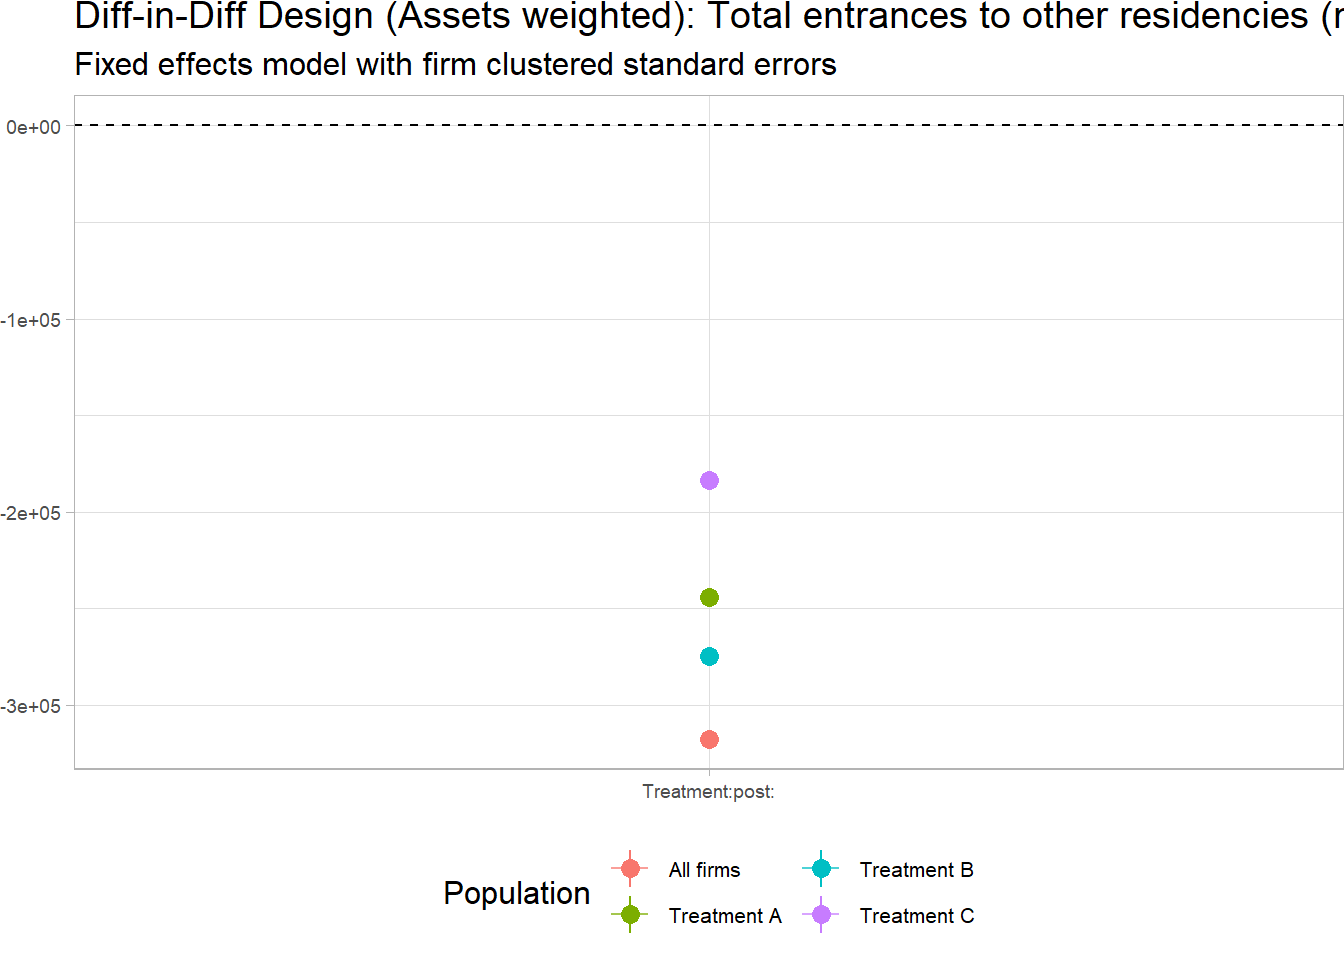 Diff-in-Diff Design (Assets weighted): Total entrances to other residencies (
Fixed effects model with firm clustered standard errors
0e+00
-1e+05
-2e+05
-3e+05
Treatment:post:
Population
All firms
Treatment B
Treatment A
Treatment C